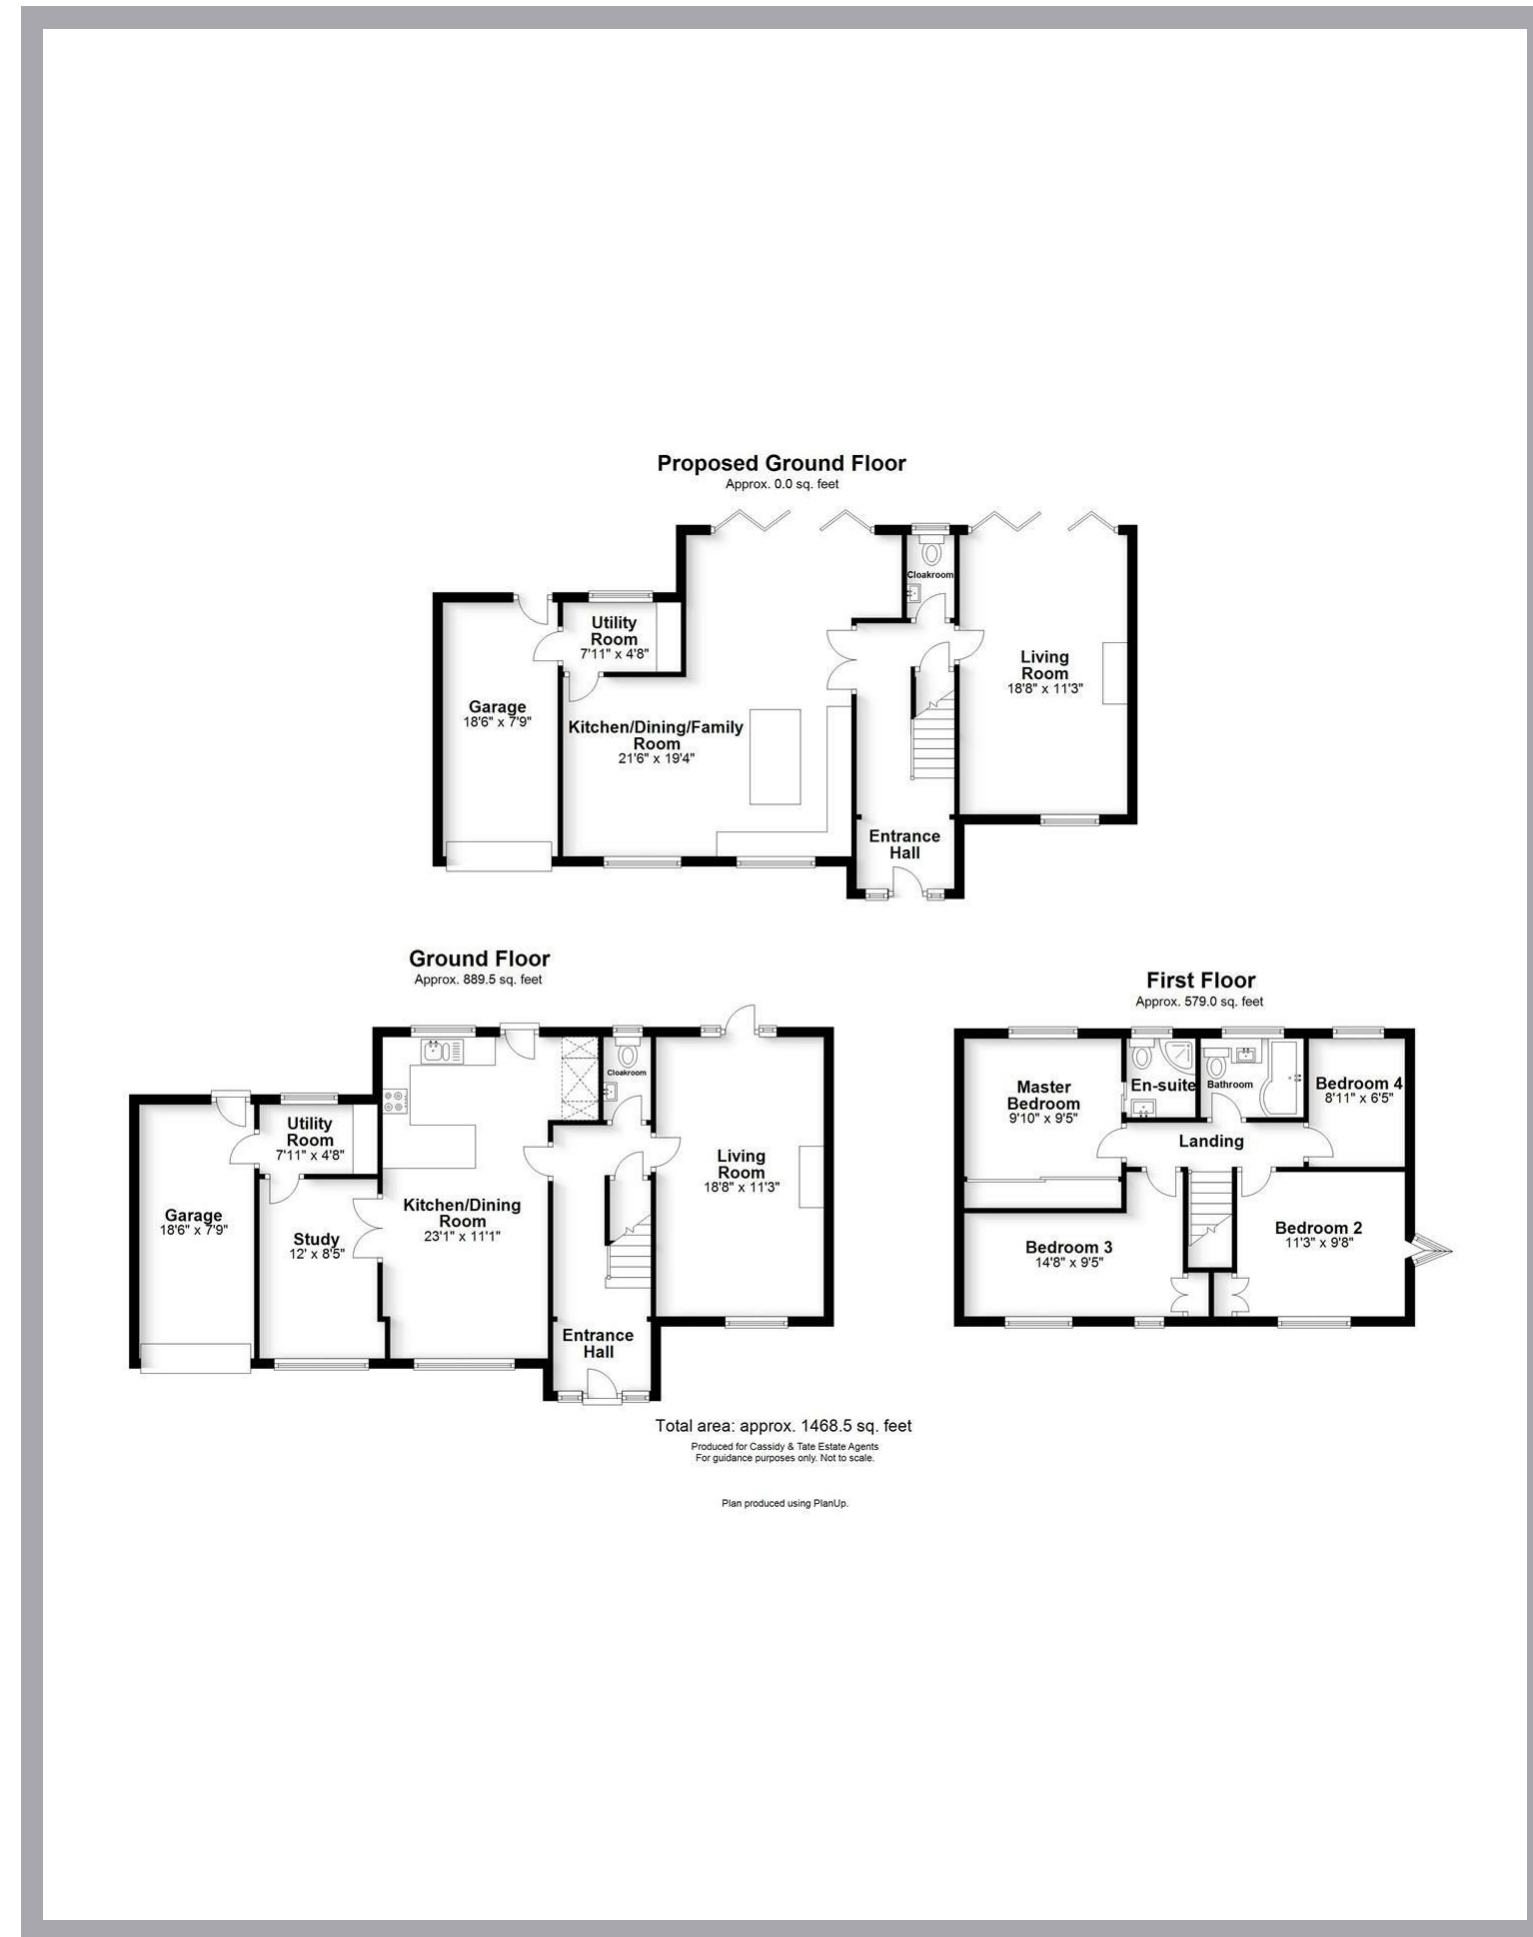 Proposed Ground Floor
Approx. 0.0 sq. feet
Cloakroom
Utility
Room
7'11" x 4'8"
Living
Room
18'8" x 11'3"
Garage
18'6" x 7'9"
Kitchen/Dining/Family
Room
21'6" x 19'4"
Entrance
Hall
Ground Floor
Approx. 889.5 sq. feet
Cloakroom
Utility
Room
7'11" x 4'8"
Living
Room
18'8" x 11'3"
Garage
18'6" x 7'9"
Kitchen/Dining
Room
23'1" x 11'1"
Study
12' x 8'5"
Entrance
Hall
First Floor
Approx. 579.0 sq. feet
Master
Bedroom
9'10" x 9'5"
En-suite
Bathroom
Bedroom 4
8'11" x 6'5"
Landing
Bedroom 3
14'8" x 9'5"
Bedroom 2
11'3" x 9'8"
Total area: approx. 1468.5 sq. feet
Produced for Cassidy & Tate Estate Agents
For guidance purposes only. Not to scale.
Plan produced using PlanUp.